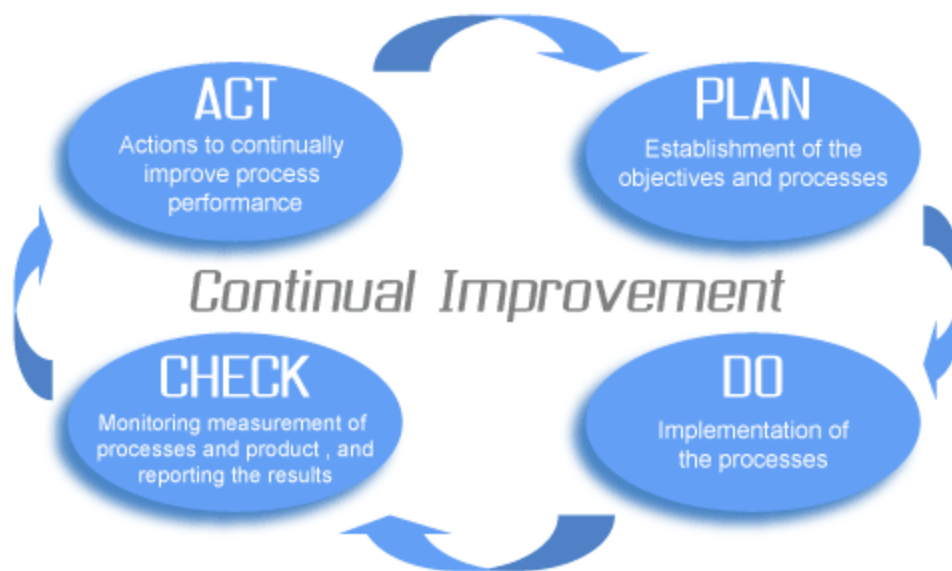 ACT
Actions to continually
improve process
performance
PLAN
Establishment of the
objectives and processes
Continual Improvement
CHECK
Monitoring measurement of
processes and product , and
reporting the results
DO
Implementation of
the processes